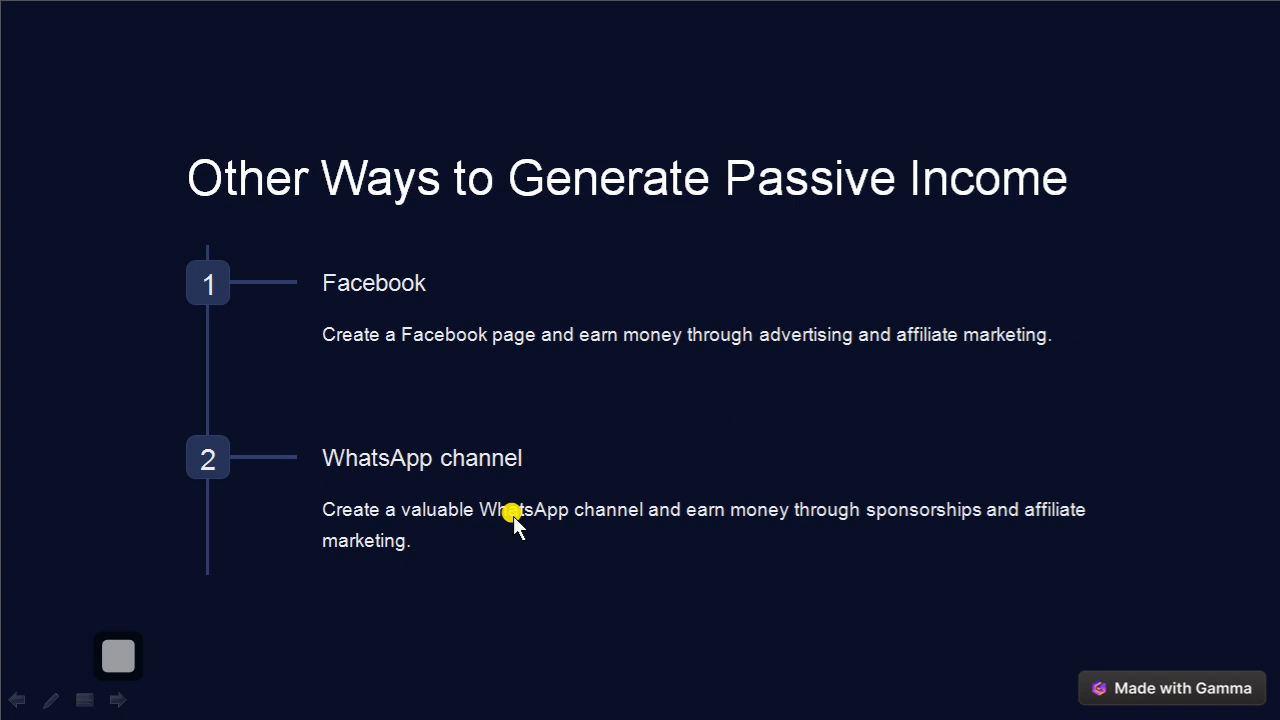 Other Ways to Generate Passive Income
1
Facebook
Create a Facebook page and earn money through advertising and affiliate marketing.
2
WhatsApp channel
Create a valuable WhatsApp channel and earn money through sponsorships and affiliate
marketing.
Made with Gamma